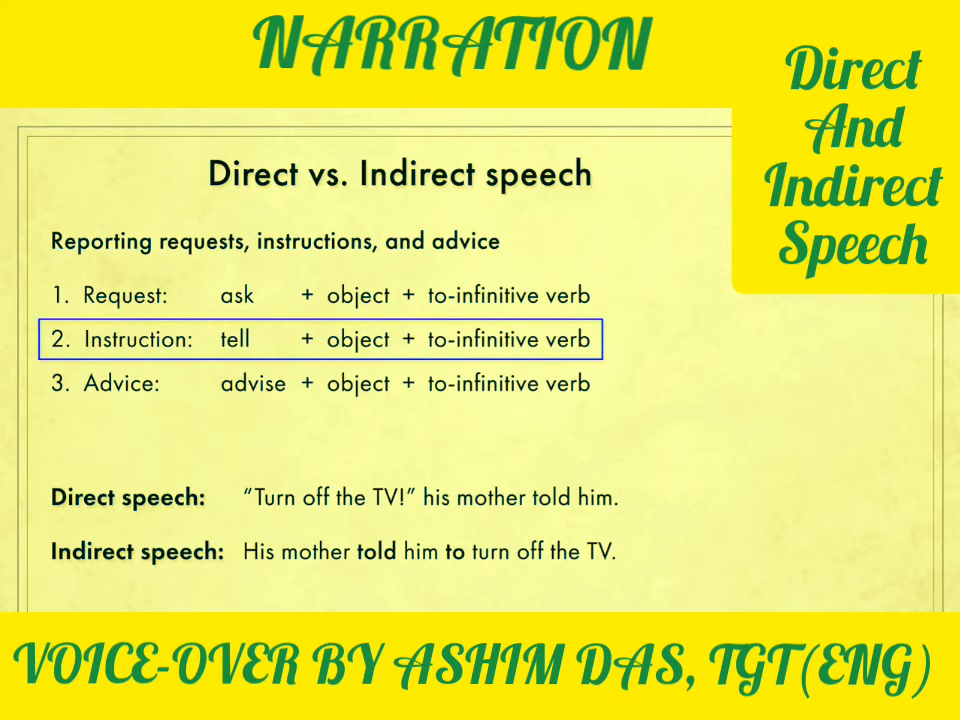 NARRATION
Direct
And
Indirect
Speech
Direct vs. Indirect speech
Reporting requests, instructions, and advice
1. Request: ask + object + to-infinitive verb
2. Instruction: tell + object + to-infinitive verb
3. Advice: advise + object + to-infinitive verb
Direct speech: “Turn off the TV!” his mother told him.
Indirect speech: His mother told him to turn off the TV.
VOICE-OVER BY ASHIM DAS, TGT(ENG)